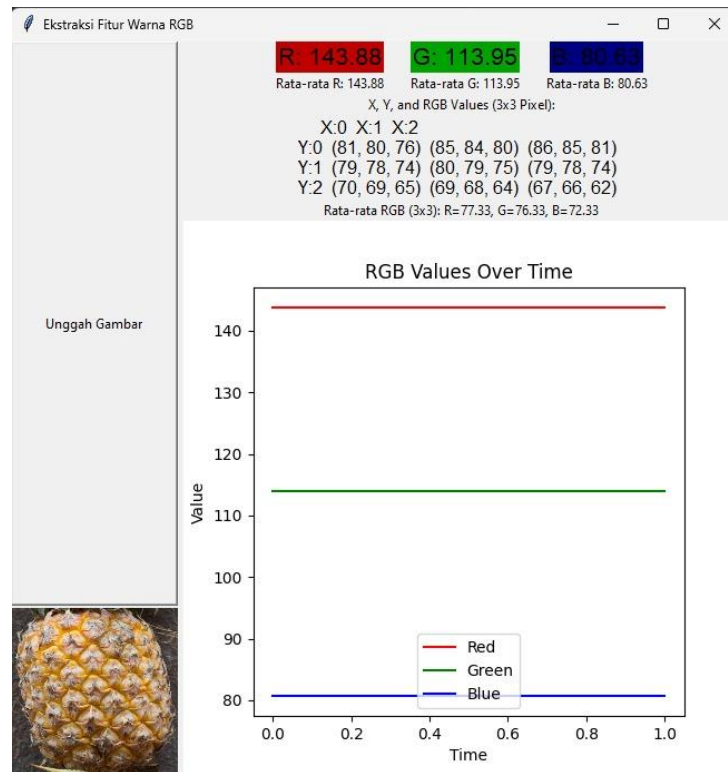 Ekstraksi Fitur Warna RGB
R: 143.88 G: 113.95 B: 80.63
Rata-rata R: 143.88 Rata-rata G: 113.95 Rata-rata B: 80.63
X, Y, and RGB Values (3x3 Pixel):
X:0 X:1 X:2
Y:0 (81, 80, 76) (85, 84, 80) (86, 85, 81)
Y:1 (79, 78, 74) (80, 79, 75) (79, 78, 74)
Y:2 (70, 69, 65) (69, 68, 64) (67, 66, 62)
Rata-rata RGB (3x3): R=77.33, G=76.33, B=72.33
Unggah Gambar
RGB Values Over Time
Value
140
130
120
110
100
90
80
Red
Green
Blue
0.0 0.2 0.4 0.6 0.8 1.0
Time